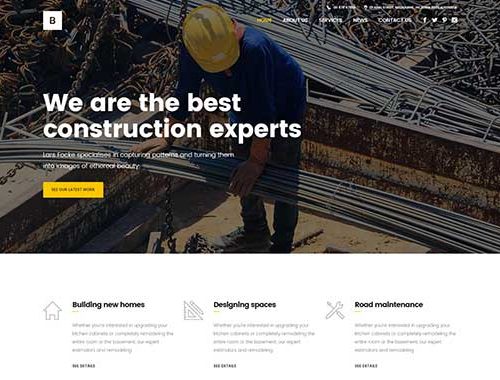 B
HOME ABOUT US SERVICES NEWS CONTACT US
We are the best
construction experts
Lars Focke specialises in capturing patterns and turning them
into images of ethereal beauty.
SEE OUR LATEST WORK
Building new homes
Whether you're interested in upgrading your
kitchen cabinets or completely remodeling the
entire room or the basement, our expert
estimators and remodeling
SEE DETAILS
Designing spaces
Whether you're interested in upgrading your
kitchen cabinets or completely remodeling the
entire room or the basement, our expert
estimators and remodeling
SEE DETAILS
Road maintenance
Whether you're interested in upgrading your
kitchen cabinets or completely remodeling the
entire room or the basement, our expert
estimators and remodeling
SEE DETAILS